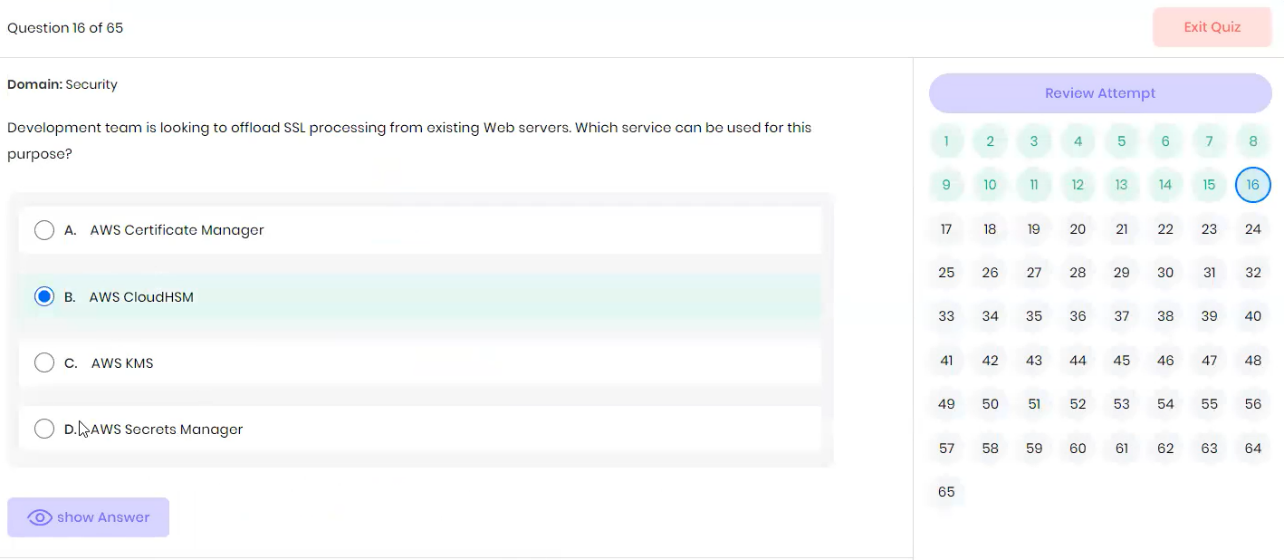 Question 16 of 65
Exit Quiz
Domain: Security
Development team is looking to offload SSL processing from existing Web servers. Which service can be used for this
purpose?
A. AWS Certificate Manager
B. AWS CloudHSM
C. AWS KMS
D. AWS Secrets Manager
show Answer
Review Attempt
1 2 3 4 5 6 7 8
9 10 11 12 13 14 15 16
17 18 19 20 21 22 23 24
25 26 27 28 29 30 31 32
33 34 35 36 37 38 39 40
41 42 43 44 45 46 47 48
49 50 51 52 53 54 55 56
57 58 59 60 61 62 63 64
65